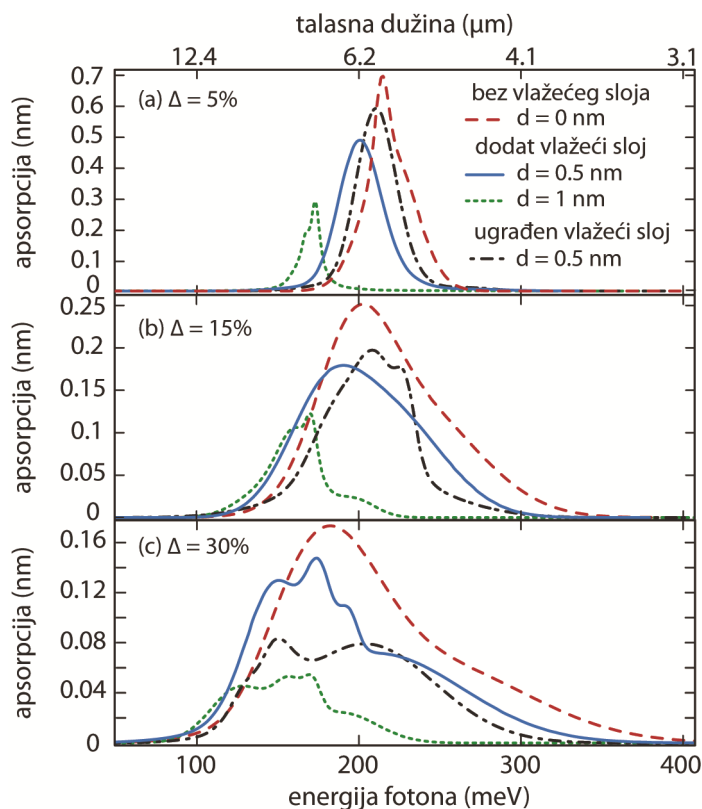 talasna dužina (µm)
12.4 6.2 4.1 3.1
0.7
0.6
0.5
0.4
0.3
0.2
0.1
0
apsorpcija (nm)
(a) Δ = 5%
bez vlažećeg sloja
d = 0 nm
dodat vlažeći sloj
d = 0.5 nm
d = 1 nm
ugrađen vlažeći sloj
d = 0.5 nm
0.25
0.2
0.15
0.1
0.05
0
apsorpcija (nm)
(b) Δ = 15%
0.16
0.12
0.08
0.04
0
apsorpcija (nm)
(c) Δ = 30%
100 200 300 400
energija fotona (meV)